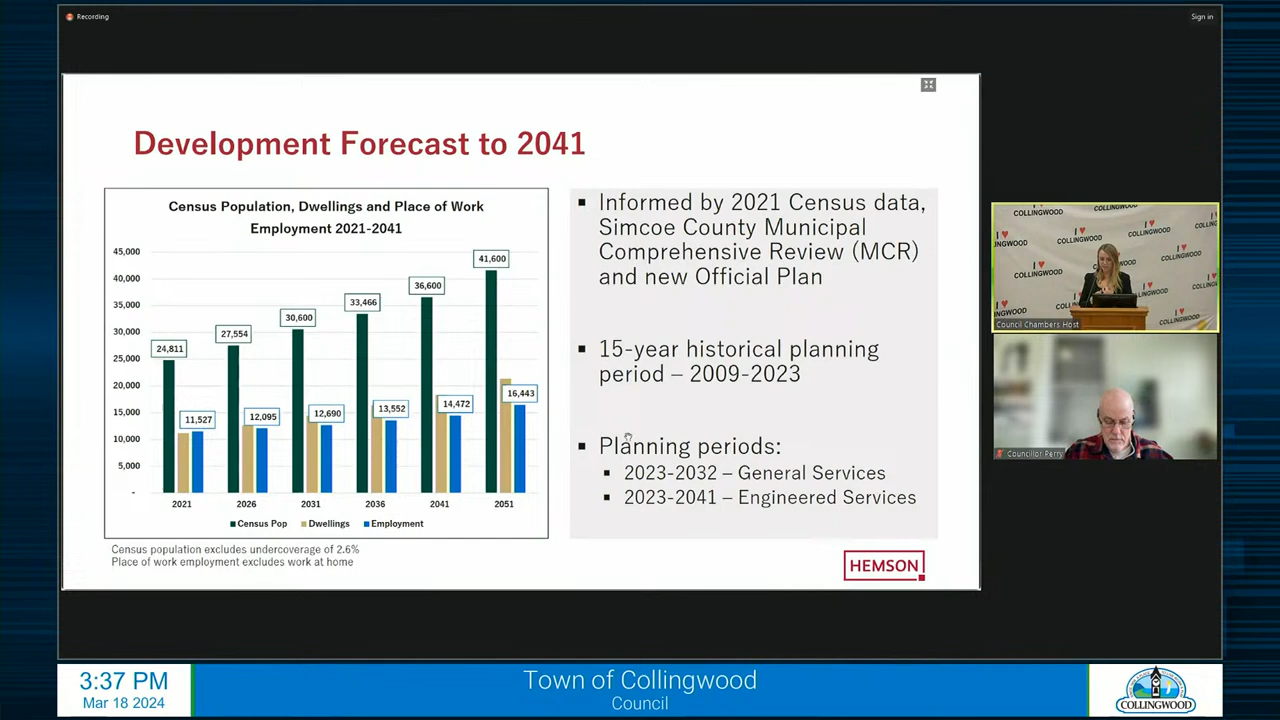 Recording
Sign in
Development Forecast to 2041
Census Population, Dwellings and Place of Work
Employment 2021-2041
45,000
40,000
35,000
30,000
25,000
20,000
15,000
10,000
5,000
-
24,811
27,554
30,600
33,466
36,600
41,600
11,527
12,095
12,690
13,552
14,472
16,443
2021
2026
2031
2036
2041
2051
Census Pop
Dwellings
Employment
Census population excludes undercoverage of 2.6%
Place of work employment excludes work at home
Informed by 2021 Census data,
Simcoe County Municipal
Comprehensive Review (MCR)
and new Official Plan
15-year historical planning
period – 2009-2023
Planning periods:
2023-2032 – General Services
2023-2041 – Engineered Services
HEMSON
I ♥
COLLINGWOOD
Council Chambers Host
Councillor Perry
3:37 PM
Mar 18 2024
Town of Collingwood
Council
COLLINGWOOD